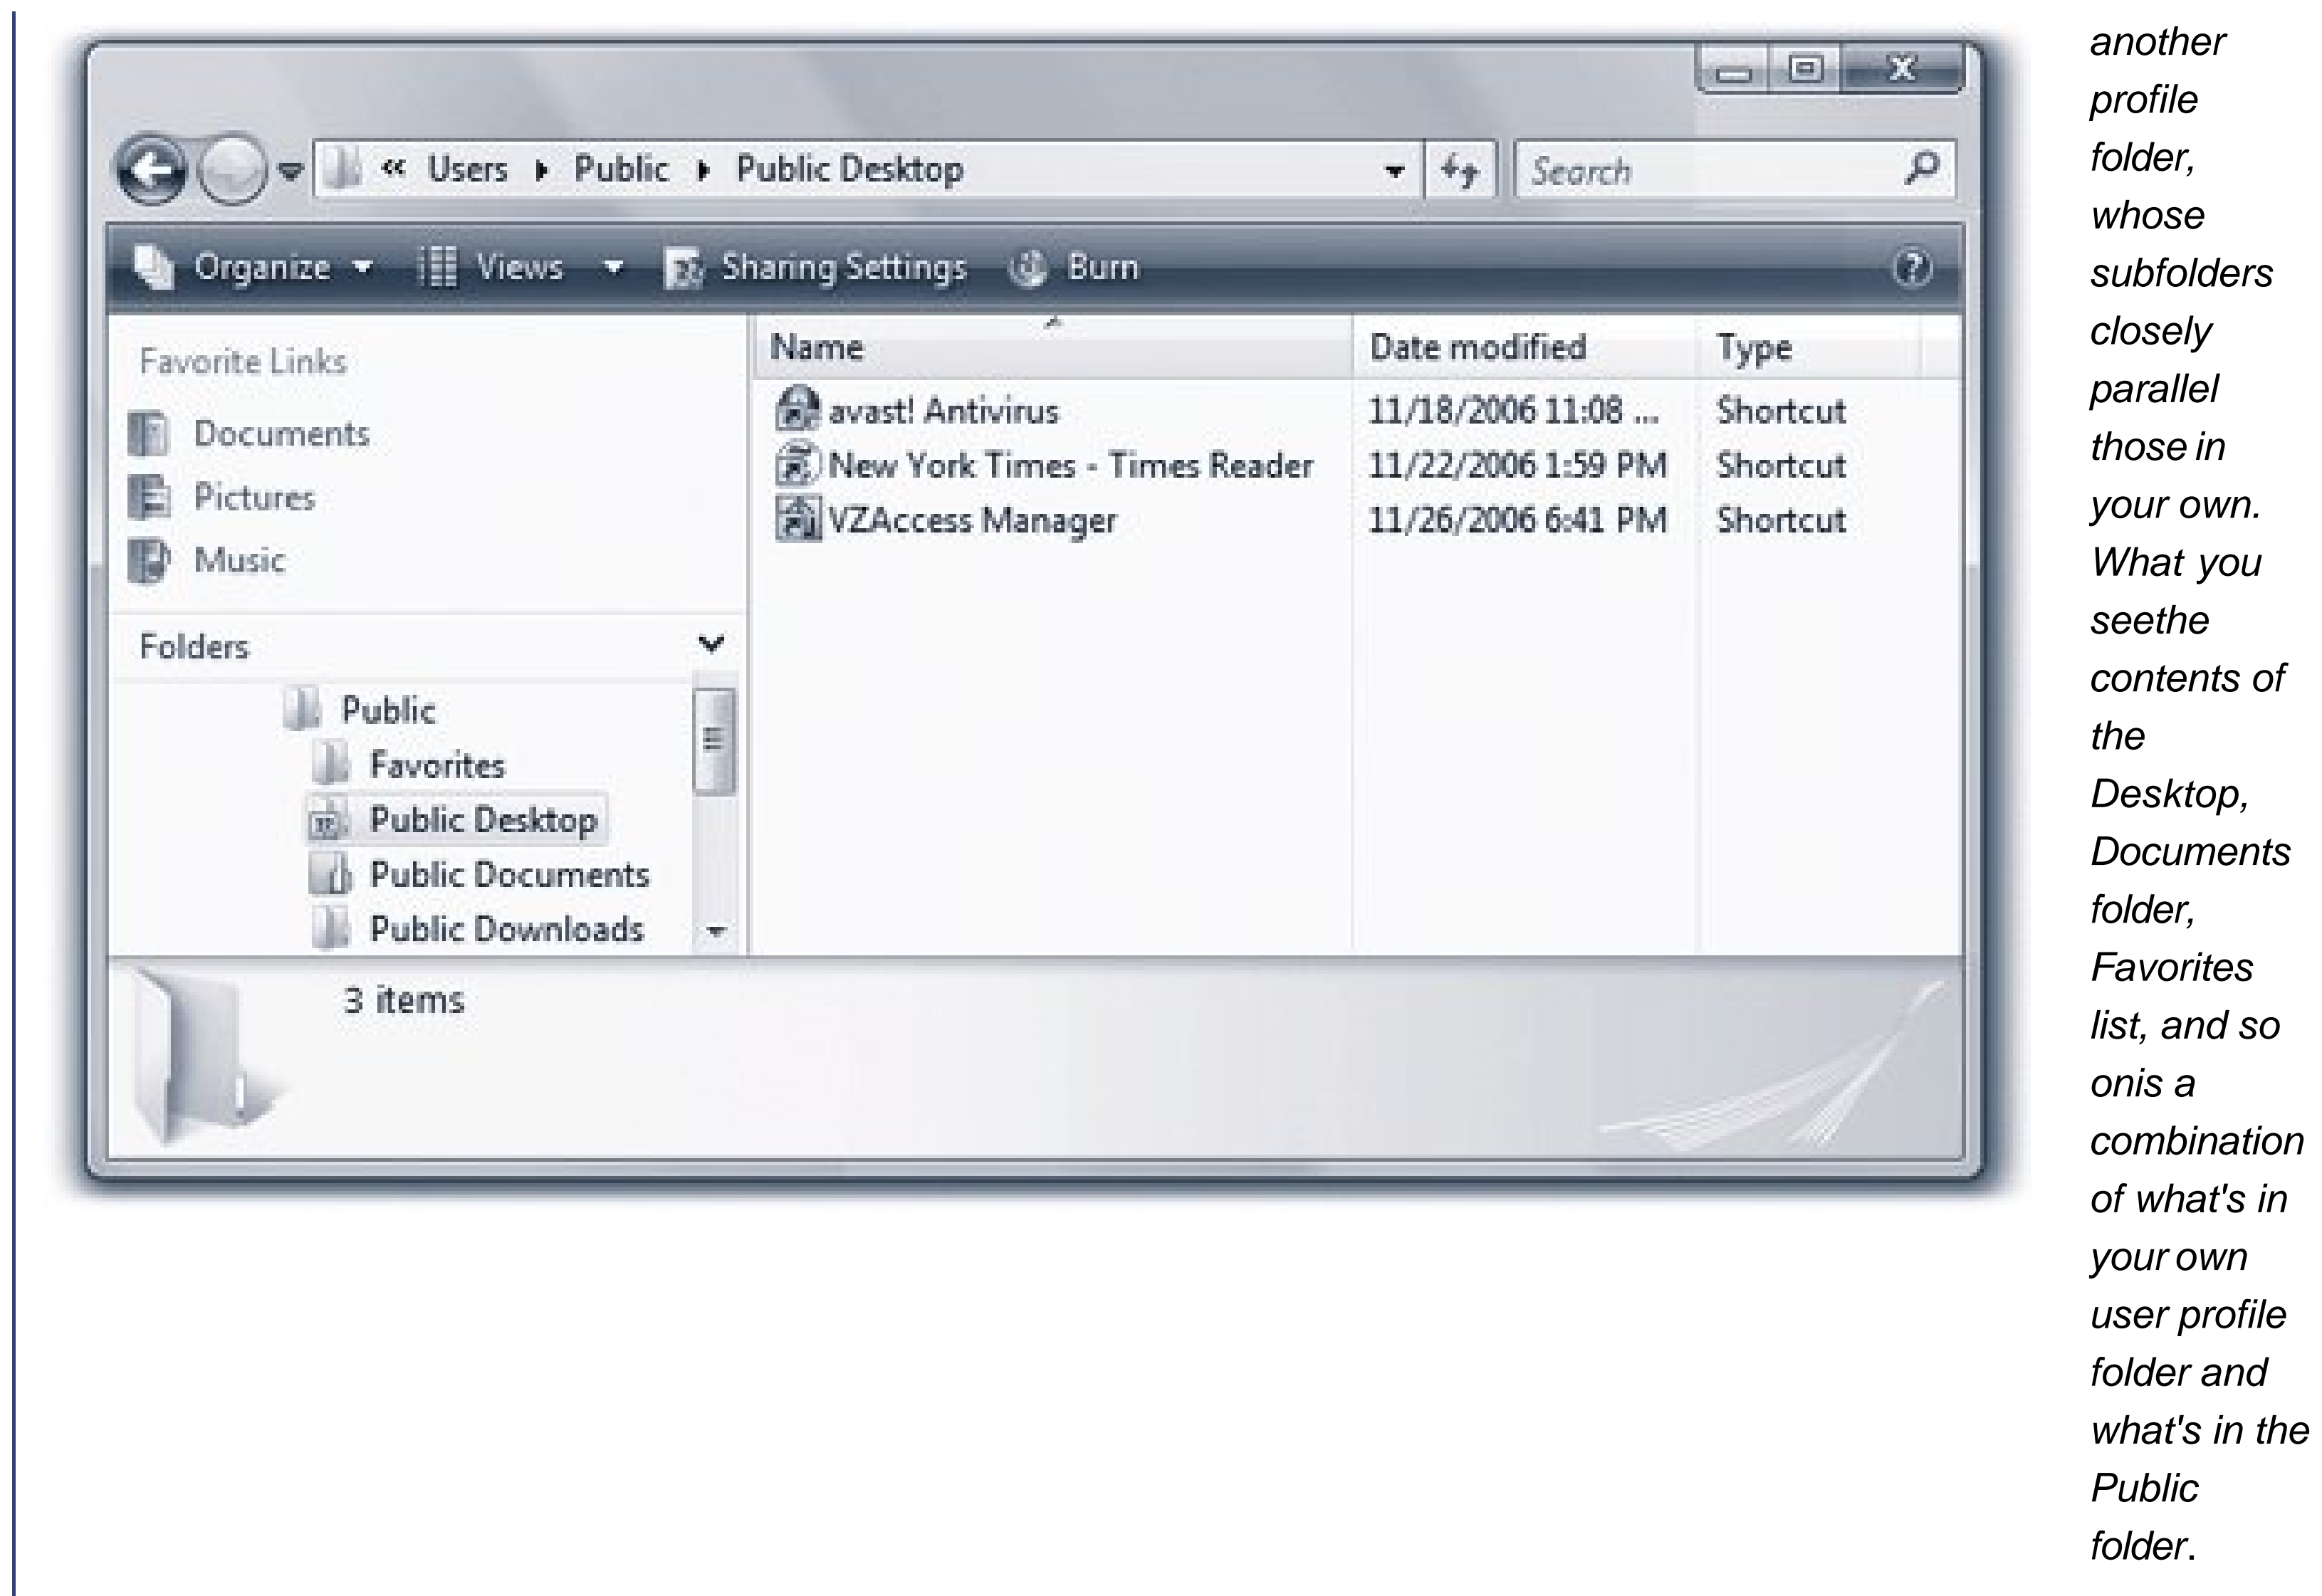 « Users ▸ Public ▸ Public Desktop
Search
Organize
Views
Sharing Settings
Burn
?
Favorite Links
Documents
Pictures
Music
Folders
Public
Favorites
Public Desktop
Public Documents
Public Downloads
Name Date modified Type
avast! Antivirus 11/18/2006 11:08 ... Shortcut
New York Times - Times Reader 11/22/2006 1:59 PM Shortcut
VZAccess Manager 11/26/2006 6:41 PM Shortcut
3 items
another
profile
folder,
whose
subfolders
closely
parallel
those in
your own.
What you
seethe
contents of
the
Desktop,
Documents
folder,
Favorites
list, and so
onis a
combination
of what's in
your own
user profile
folder and
what's in the
Public
folder.